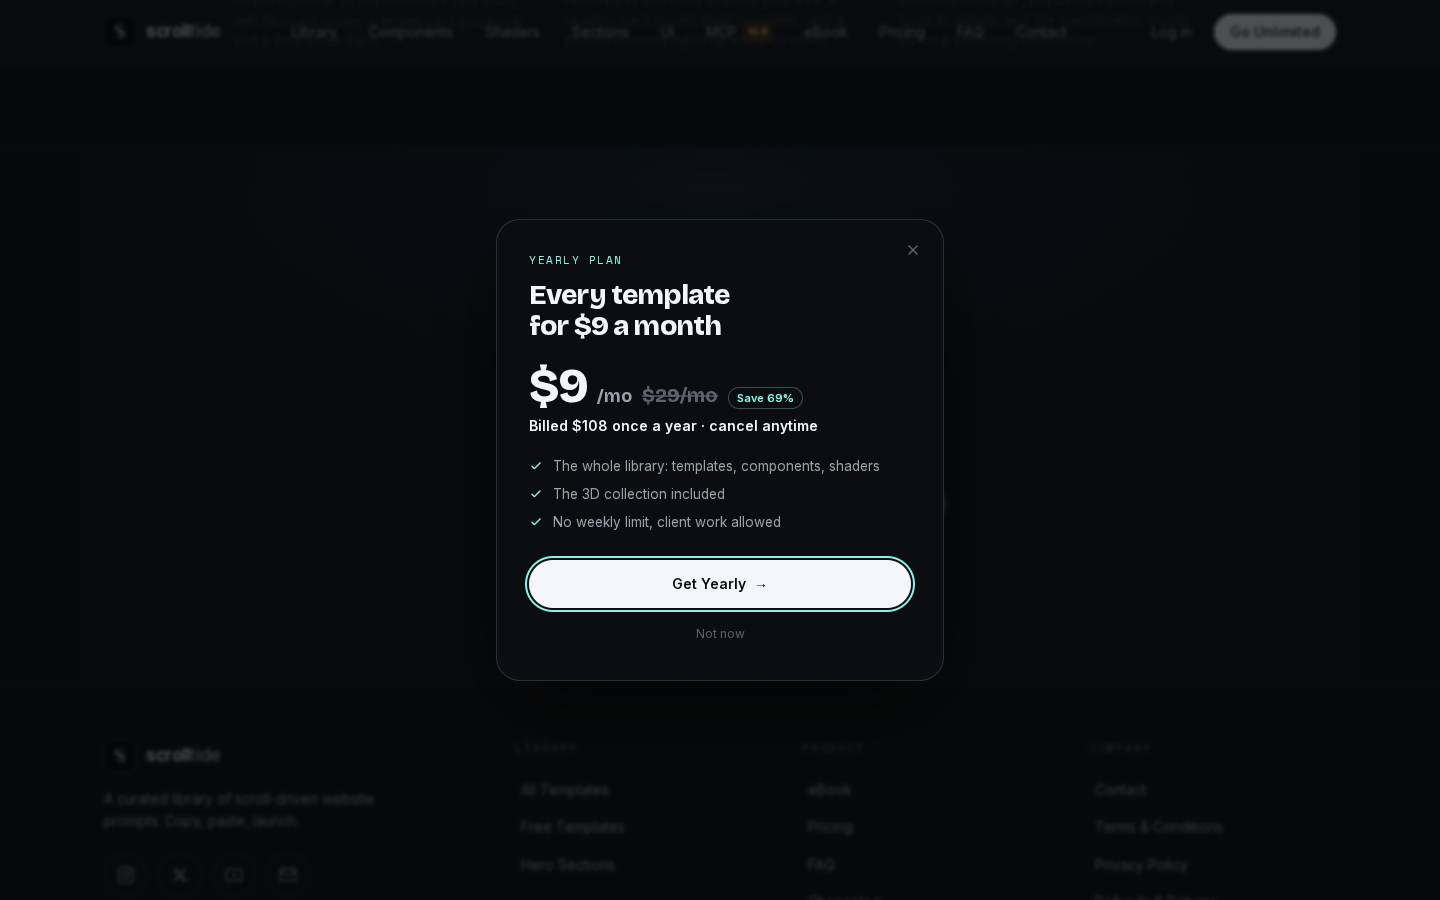 scrolltide
Library
Components
Shaders
Sections
UI
MCP
eBook
Pricing
FAQ
Contact
Log in
Go Unlimited
YEARLY PLAN
Every template
for $9 a month
$9 /mo $29/mo Save 69%
Billed $108 once a year · cancel anytime
The whole library: templates, components, shaders
The 3D collection included
No weekly limit, client work allowed
Get Yearly →
Not now
scrolltide
A curated library of scroll-driven website
prompts. Copy, paste, launch.
LIBRARY
All Templates
Free Templates
Hero Sections
PRODUCT
eBook
Pricing
FAQ
COMPANY
Contact
Terms & Conditions
Privacy Policy